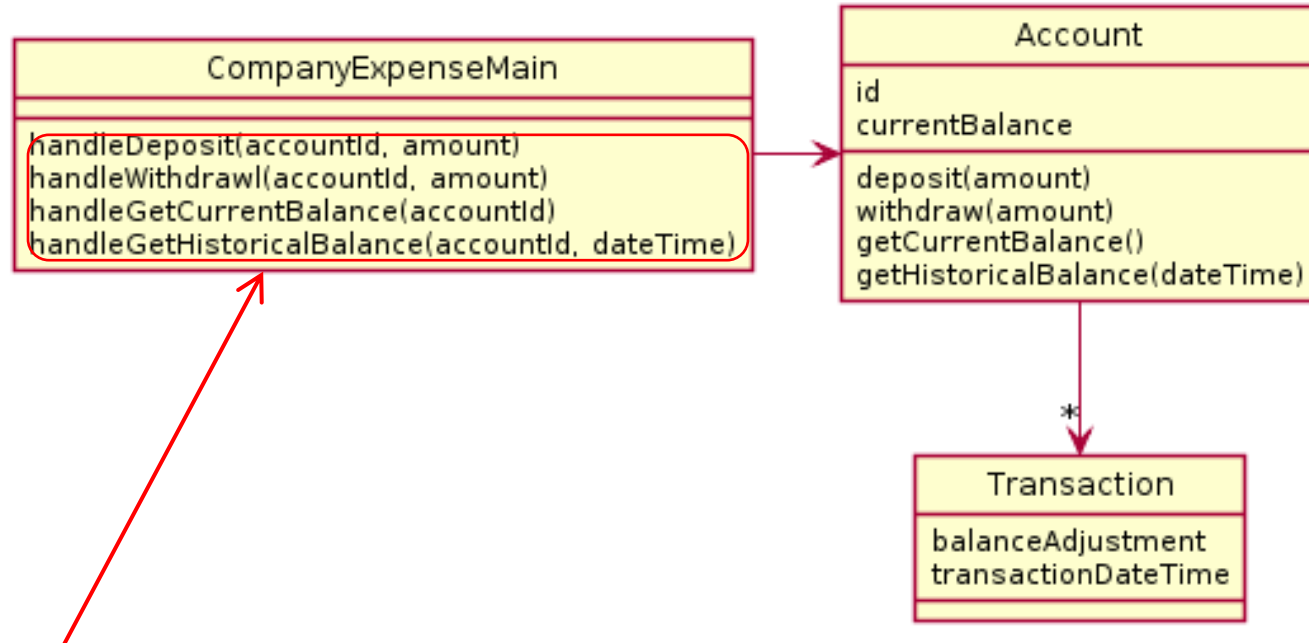 CompanyExpenseMain
handleDeposit(accountId, amount)
handleWithdrawl(accountId, amount)
handleGetCurrentBalance(accountId)
handleGetHistoricalBalance(accountId, dateTime)
Account
id
currentBalance
deposit(amount)
withdraw(amount)
getCurrentBalance()
getHistoricalBalance(dateTime)
*
Transaction
balanceAdjustment
transactionDateTime